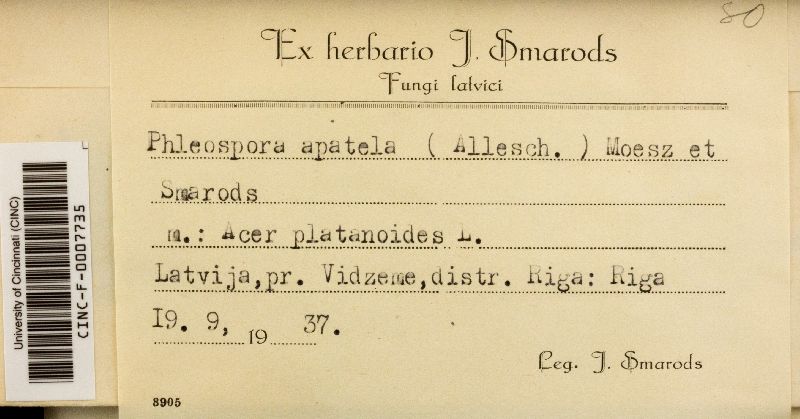 80
Ex herbario J. Smarods
Fungi latvici
Phleospora apatela ( Allesch. ) Moesz et
Smarods
m.: Acer platanoides L.
Latvija,pr. Vidzeme,distr. Riga: Riga
I9. 9, 19 37.
Leg. J. Smarods
8905
University of Cincinnati (CINC)
CINC-F-0007735